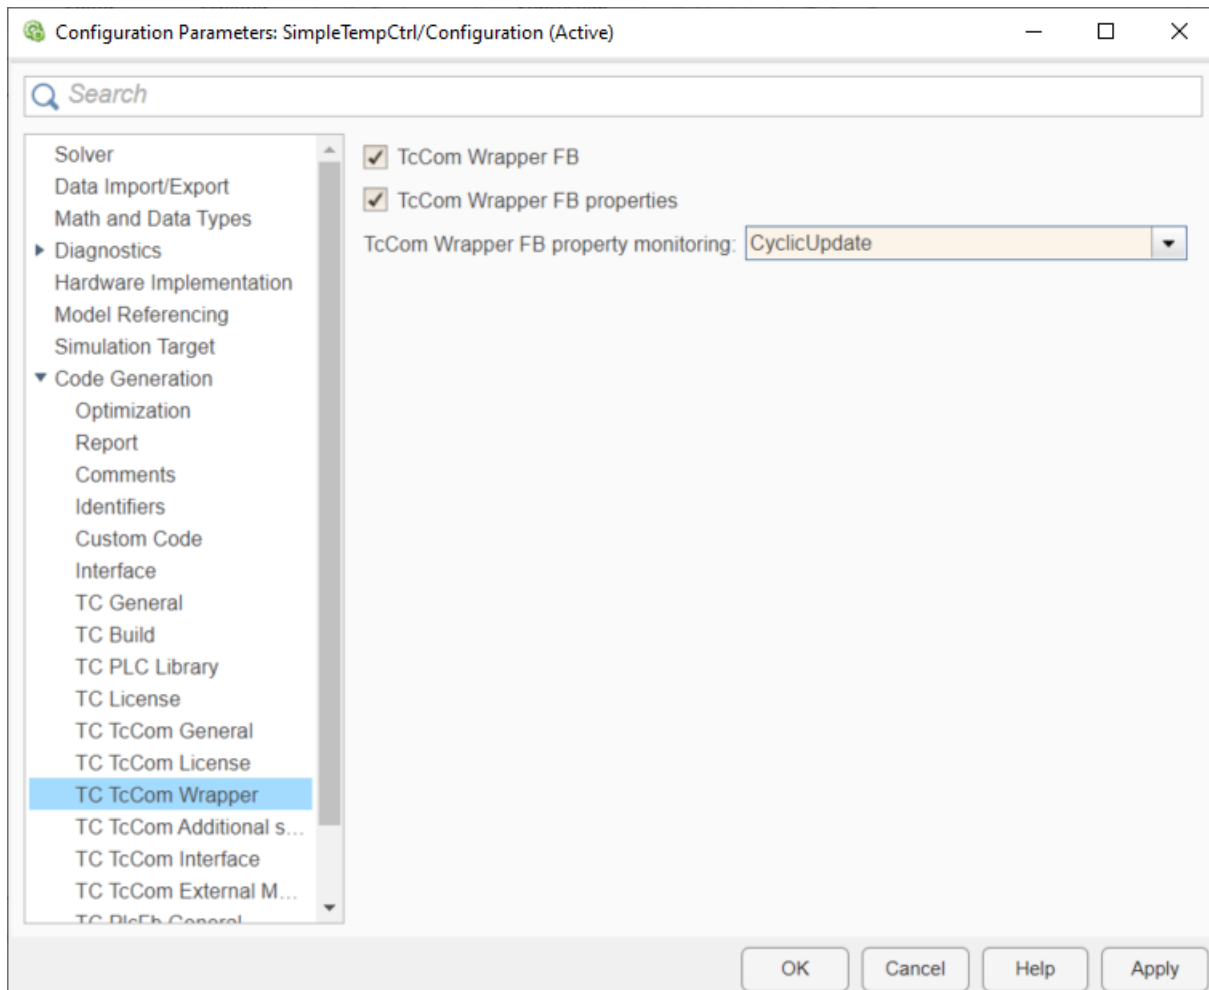 Configuration Parameters: SimpleTempCtrl/Configuration (Active)
Search
Solver
Data Import/Export
Math and Data Types
Diagnostics
Hardware Implementation
Model Referencing
Simulation Target
Code Generation
Optimization
Report
Comments
Identifiers
Custom Code
Interface
TC General
TC Build
TC PLC Library
TC License
TC TcCom General
TC TcCom License
TC TcCom Wrapper
TC TcCom Additional s...
TC TcCom Interface
TC TcCom External M...
TC PlcFb General
TcCom Wrapper FB
TcCom Wrapper FB properties
TcCom Wrapper FB property monitoring: CyclicUpdate
OK Cancel Help Apply